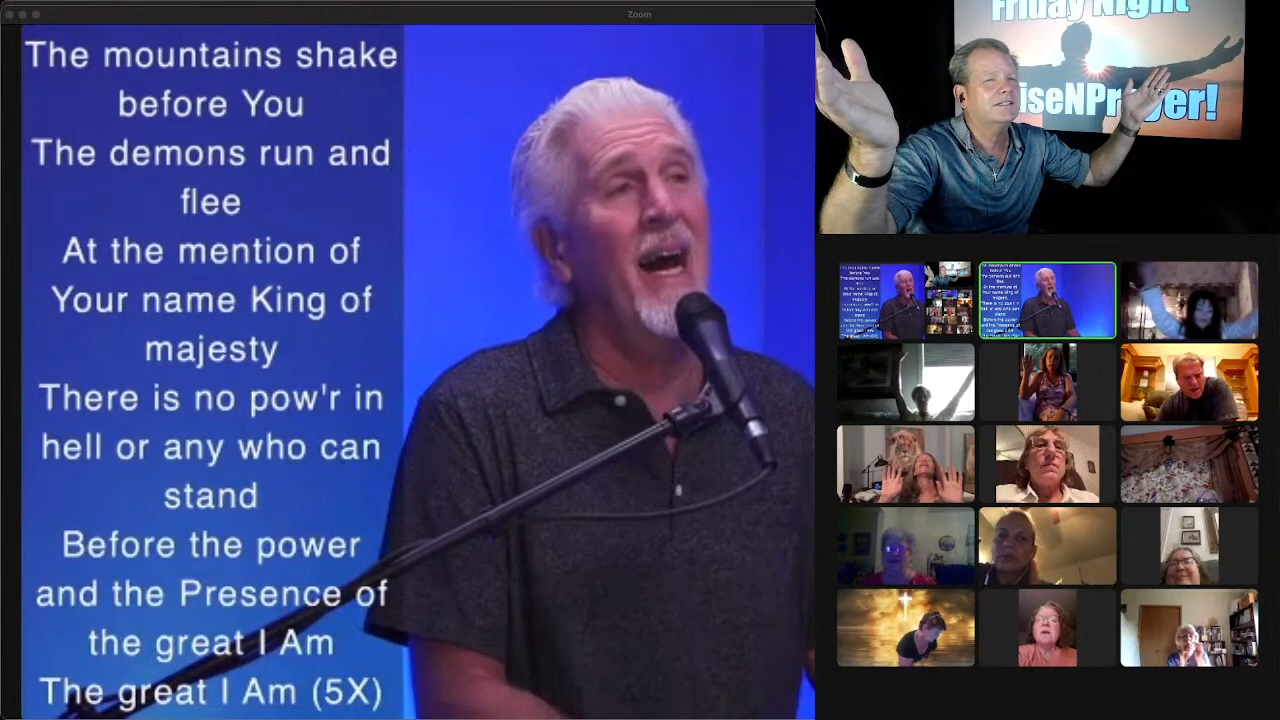 Zoom
The mountains shake
before You
The demons run and
flee
At the mention of
Your name King of
majesty
There is no pow'r in
hell or any who can
stand
Before the power
and the Presence of
the great I Am
The great I Am (5X)
Friday Night